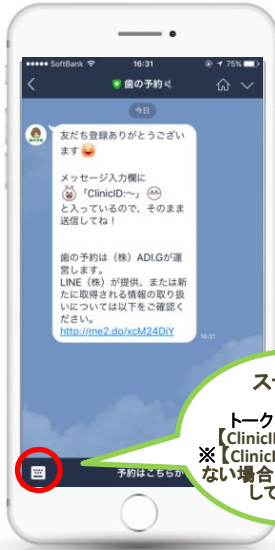 SoftBank 16:31 75%
歯の予約
今日
友だち登録ありがとうござい
ます
メッセージ入力欄に
「ClinicID:～」
と入っているので、そのまま
送信してね！
歯の予約は（株）ADI.Gが運
営します。
LINE（株）が提供、または新
たに取得される情報の取り扱
いについては以下をご確認く
ださい。
http://me2.do/xcM24DiY
16:31
トーク
【ClinicI
※【Clinic
ない場合
して
予約はこちらか